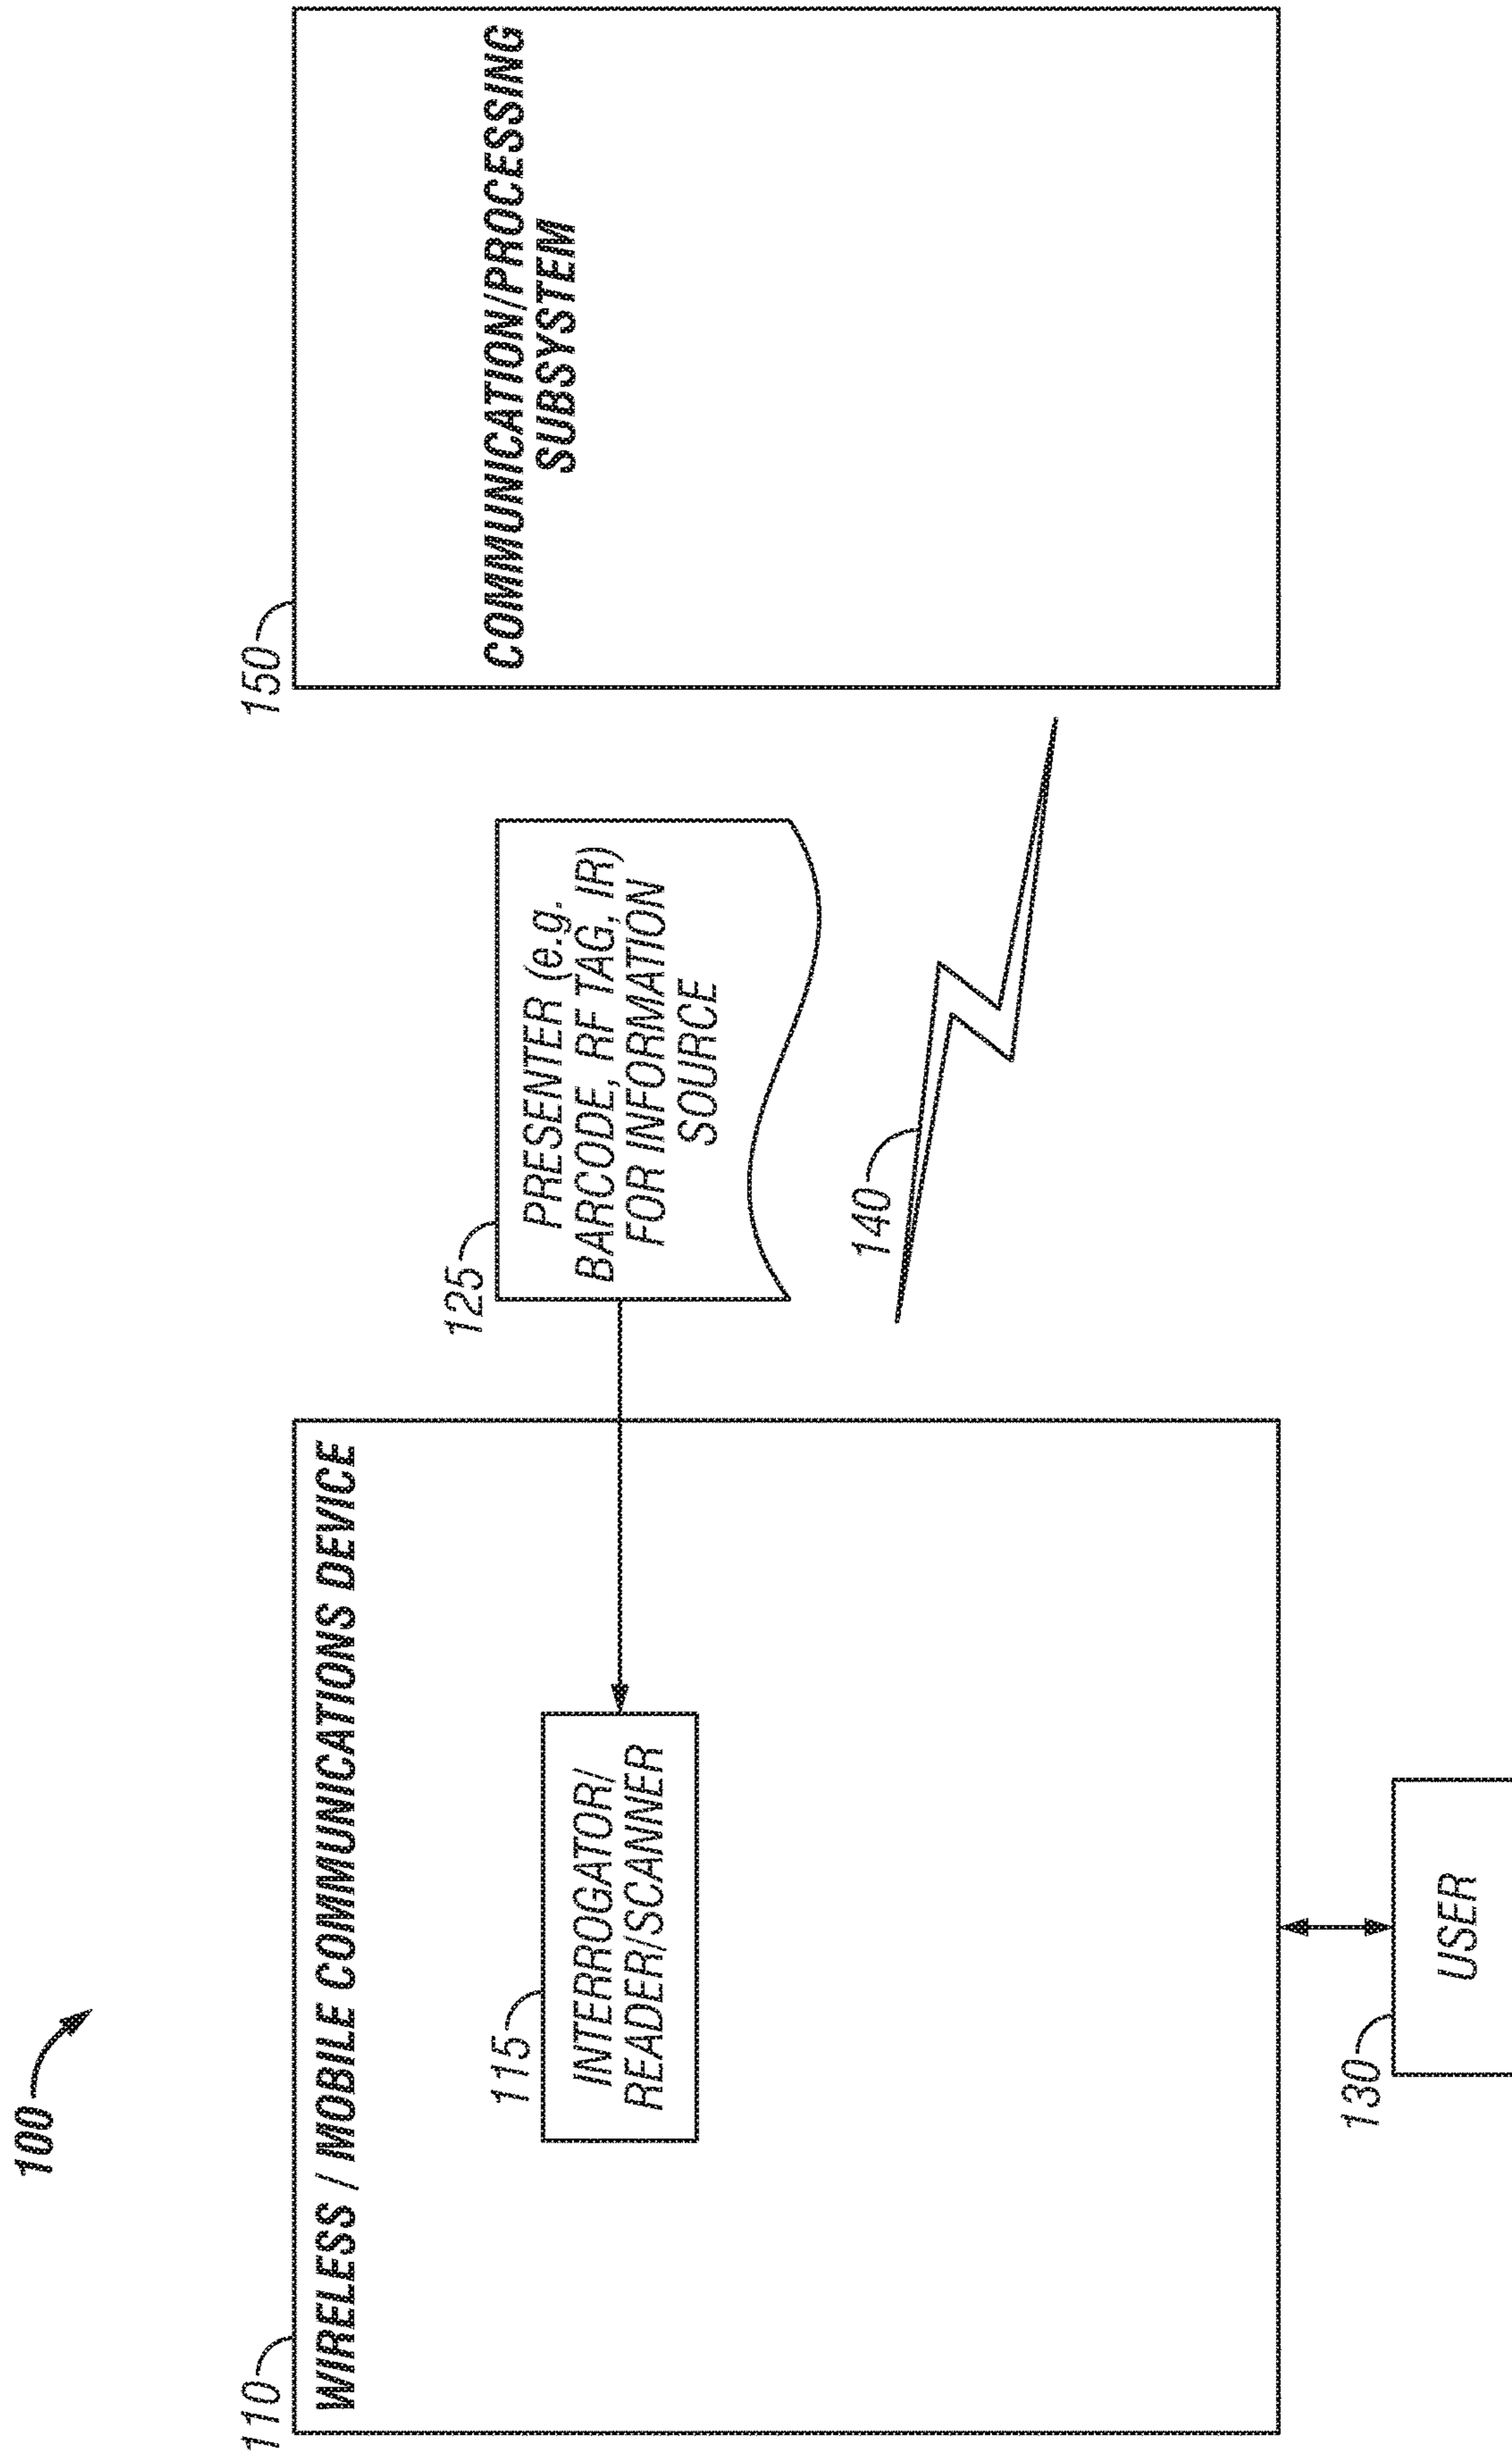 100
110
WIRELESS / MOBILE COMMUNICATIONS DEVICE
115
INTERROGATOR/
READER/SCANNER
125
PRESENTER (e.g.
BARCODE, RF TAG, IR)
FOR INFORMATION
SOURCE
140
150
COMMUNICATION/PROCESSING
SUBSYSTEM
130
USER